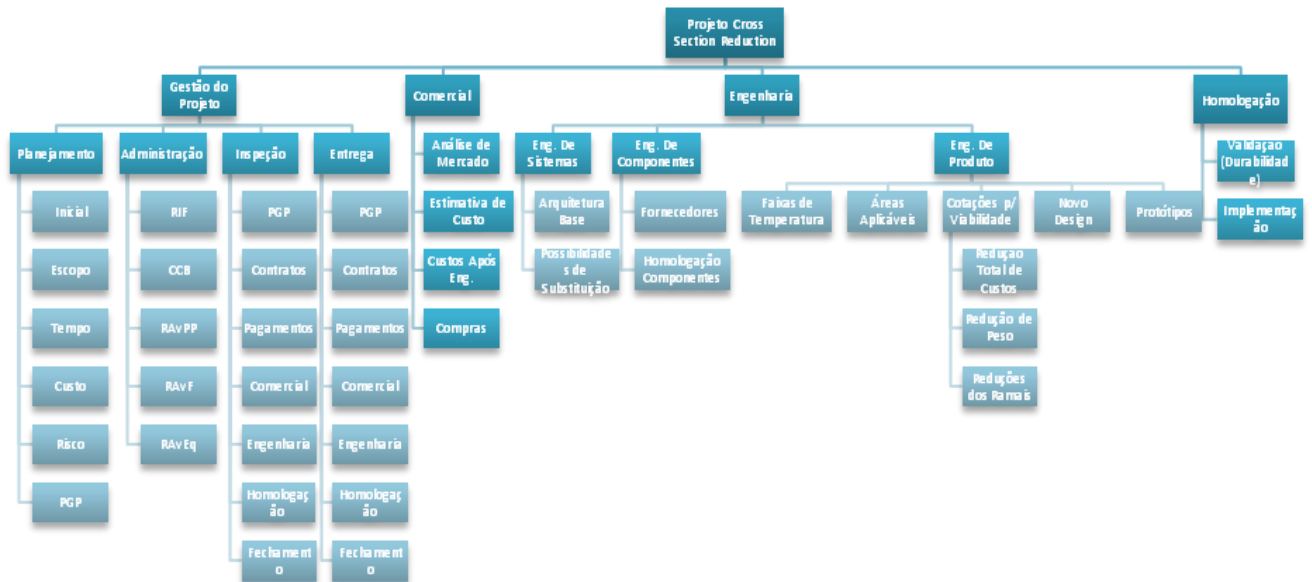 Projeto Cross
Section Reduction
Gestão do
Projeto
Comercial
Engenharia
Homologação
Planejamento
Administração
Inspeção
Entrega
Análise de
Mercado
Eng. De
Sistemas
Eng. De
Componentes
Eng. De
Produto
Validação
(Durabilidad
e)
Inicial
RIF
PGP
PGP
Estimativa de
Custo
Arquitetura
Base
Fornecedores
Faixas de
Temperatura
Áreas
Aplicáveis
Cotações p/
Viabilidade
Novo
Design
Protótipos
Implementaç
ão
Escopo
CCB
Contratos
Contratos
Custos Após
Eng.
Possibilidade
s de
Substituição
Homologação
Componentes
Redução
Total de
Custos
Tempo
RAvPP
Pagamentos
Pagamentos
Compras
Redução de
Peso
Custo
RAvF
Comercial
Comercial
Reduções
dos Ramais
Risco
RAvEq
Engenharia
Engenharia
PGP
Homologaç
ão
Homologaç
ão
Fechament
o
Fechament
o